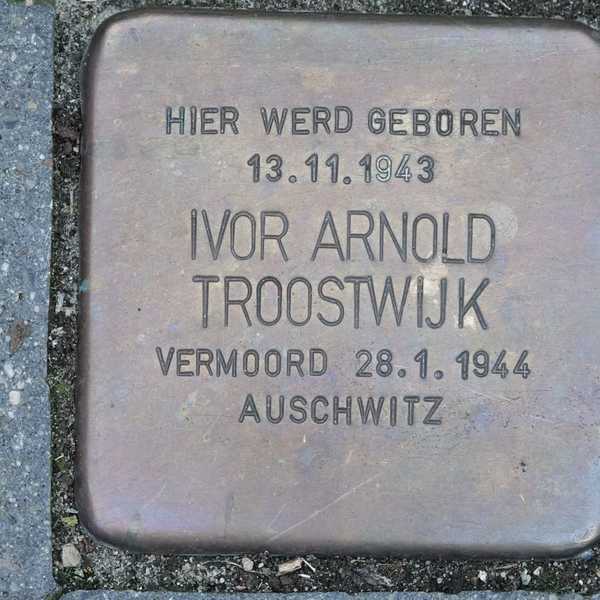 HIER WERD GEBOREN
13.11.1943
IVOR ARNOLD
TROOSTWIJK
VERMOORD 28.1.1944
AUSCHWITZ